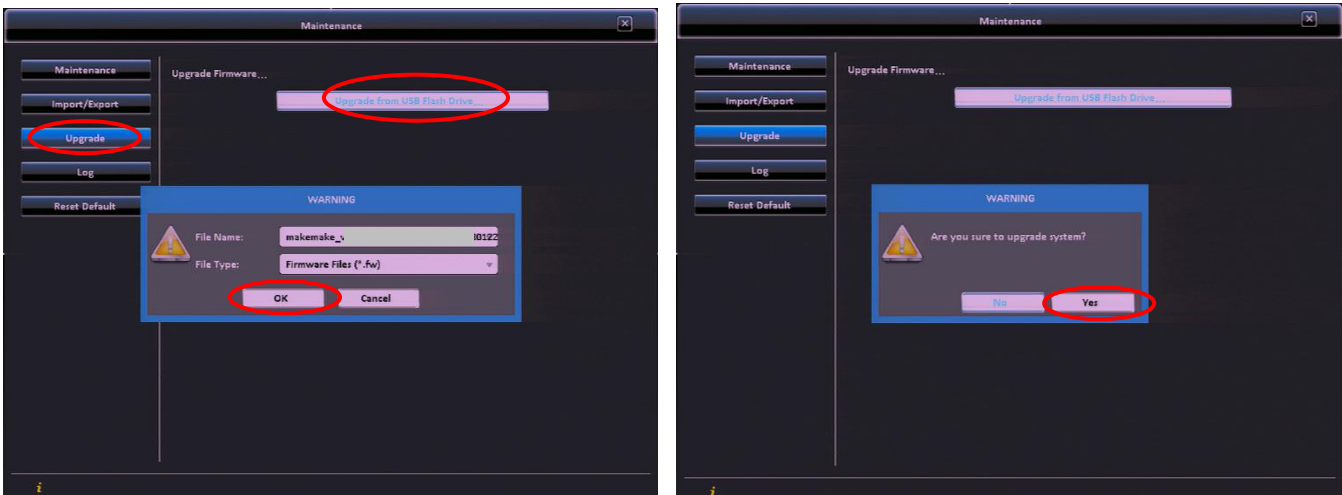 Maintenance
Maintenance
Upgrade Firmware...
Import/Export
Upgrade from USB Flash Drive...
Upgrade
Log
Reset Default
WARNING
File Name: makemake_
File Type: Firmware Files (*.fw)
OK Cancel
Maintenance
Maintenance
Upgrade Firmware...
Import/Export
Upgrade from USB Flash Drive...
Upgrade
Log
Reset Default
WARNING
Are you sure to upgrade system?
No Yes